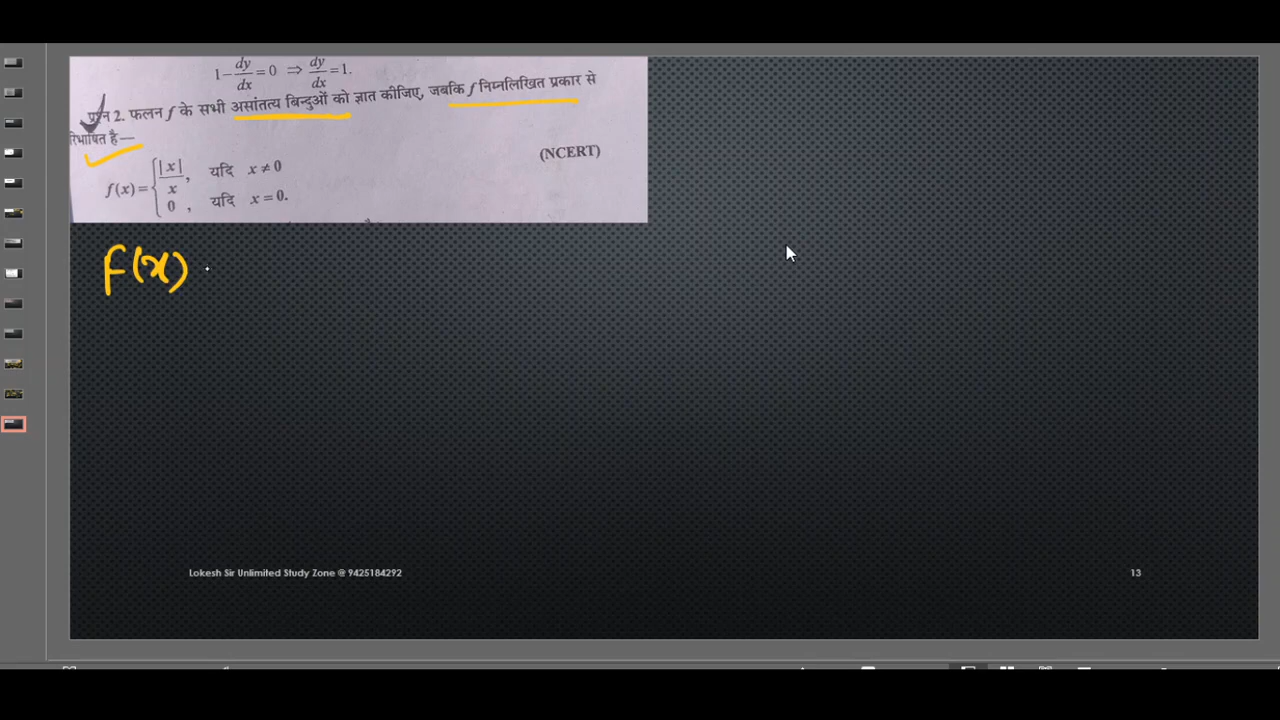 1 - dy/dx = 0 ⇒ dy/dx = 1.
प्रश्न 2. फलन f के सभी असांतत्य बिन्दुओं को ज्ञात कीजिए, जबकि f निम्नलिखित प्रकार से
रिभाषित है—
(NCERT)
f(x) = { |x|/x, यदि x ≠ 0
0, यदि x = 0.
f(x)
Lokesh Sir Unlimited Study Zone @ 9425184292
13